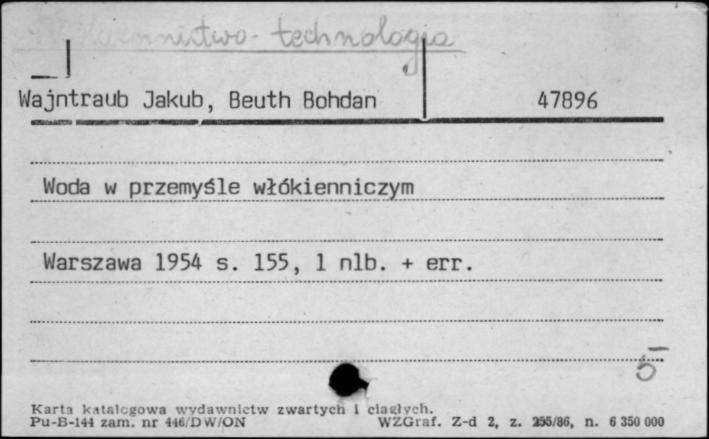 Włókiennictwo - technologia
Wajntraub Jakub, Beuth Bohdan 47896
Woda w przemyśle włókienniczym
Warszawa 1954 s. 155, 1 nlb. + err.
5
Karta katalogowa wydawnictw zwartych i ciągłych.
Pu-B-144 zam. nr 446/DW/ON WZGraf. Z-d 2, z. 255/86, n. 6 350 000